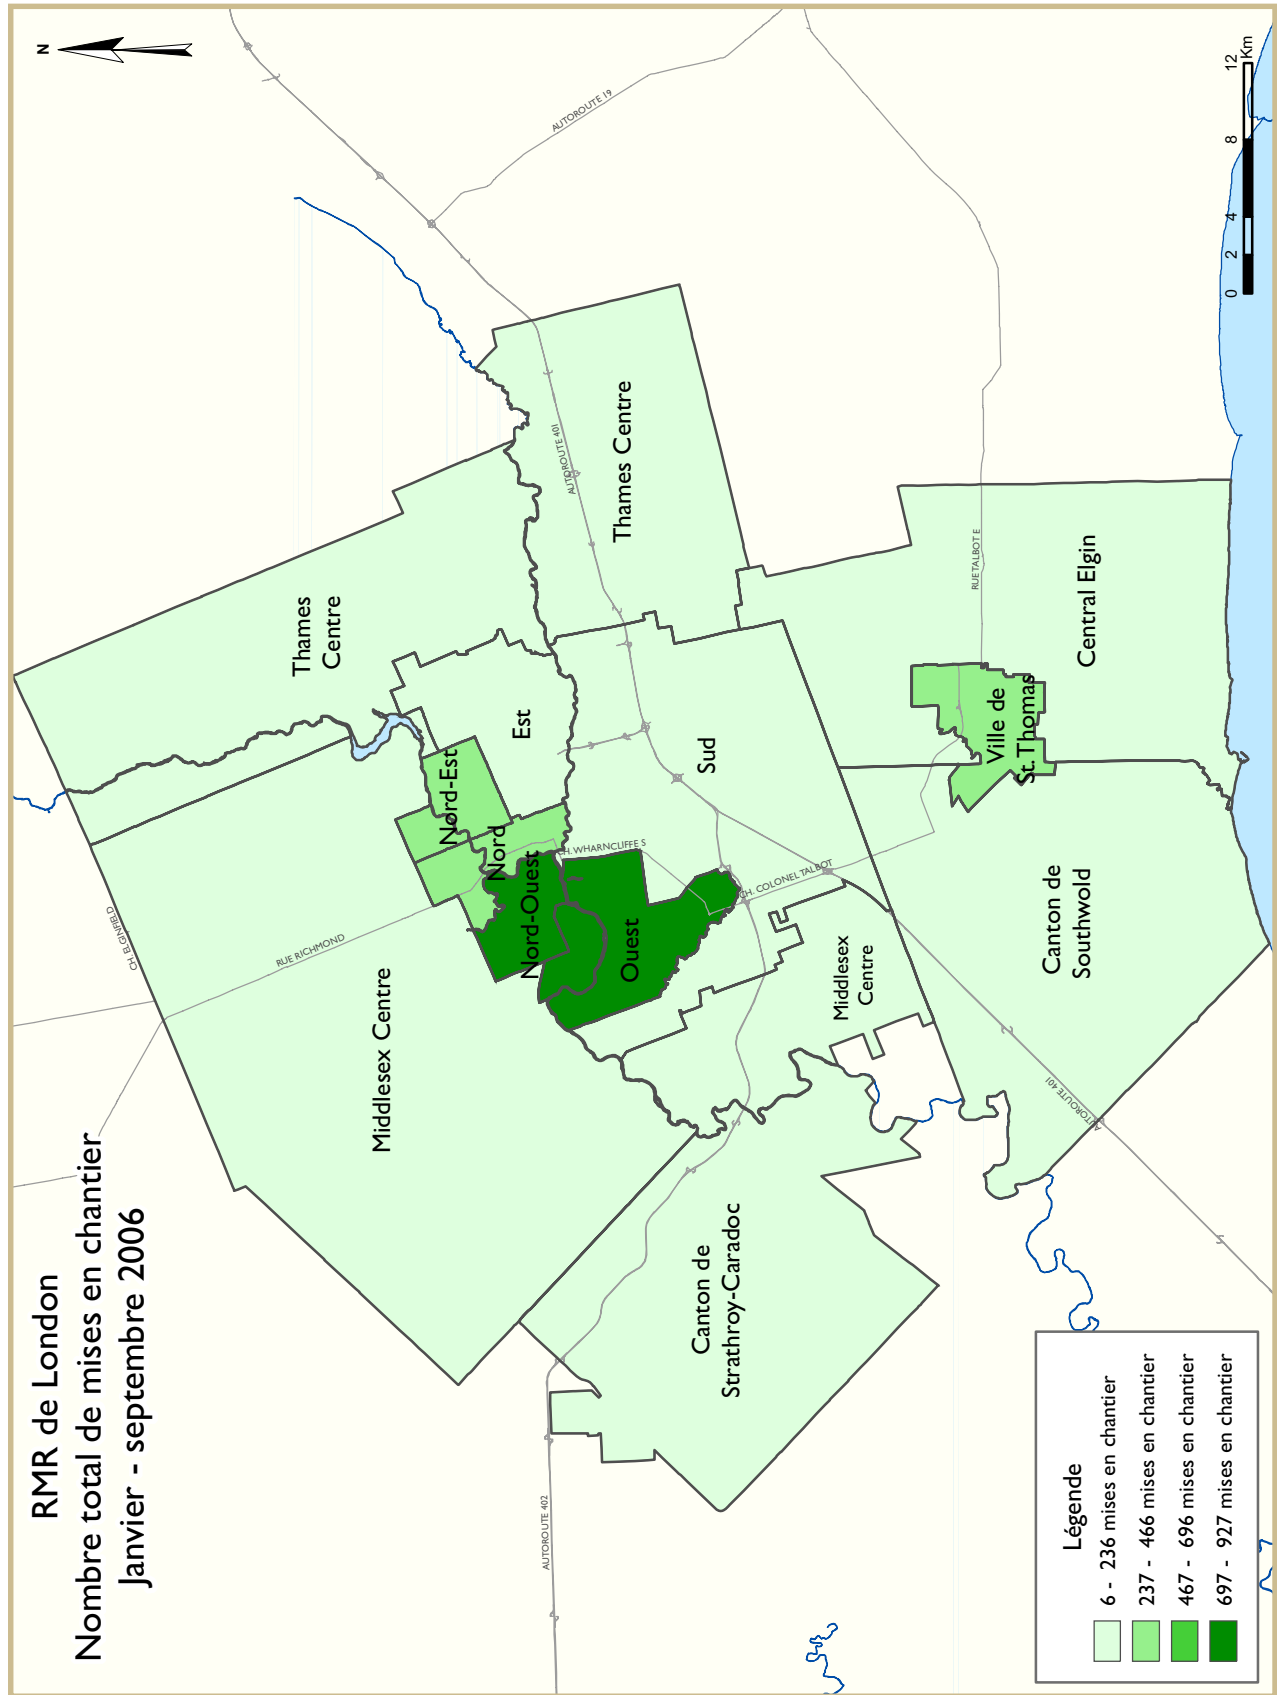 RMR de London
Nombre total de mises en chantier
Janvier - septembre 2006
N
AUTOROUTE 19
AUTOROUTE 401
Thames Centre
Thames
Centre
CH. ELGINFIELD
RUE RICHMOND
Middlesex Centre
Nord-Est
Est
Nord
Nord-Ouest
CH. WHARNCLIFFE S
Ouest
Sud
CH. COLONEL TALBOT
Middlesex
Centre
RUE TALBOT E
Central Elgin
Ville de
St. Thomas
Canton de
Southwold
AUTOROUTE 401
Canton de
Strathroy-Caradoc
AUTOROUTE 402
Légende
6 - 236 mises en chantier
237 - 466 mises en chantier
467 - 696 mises en chantier
697 - 927 mises en chantier
0 2 4 8 12
Km